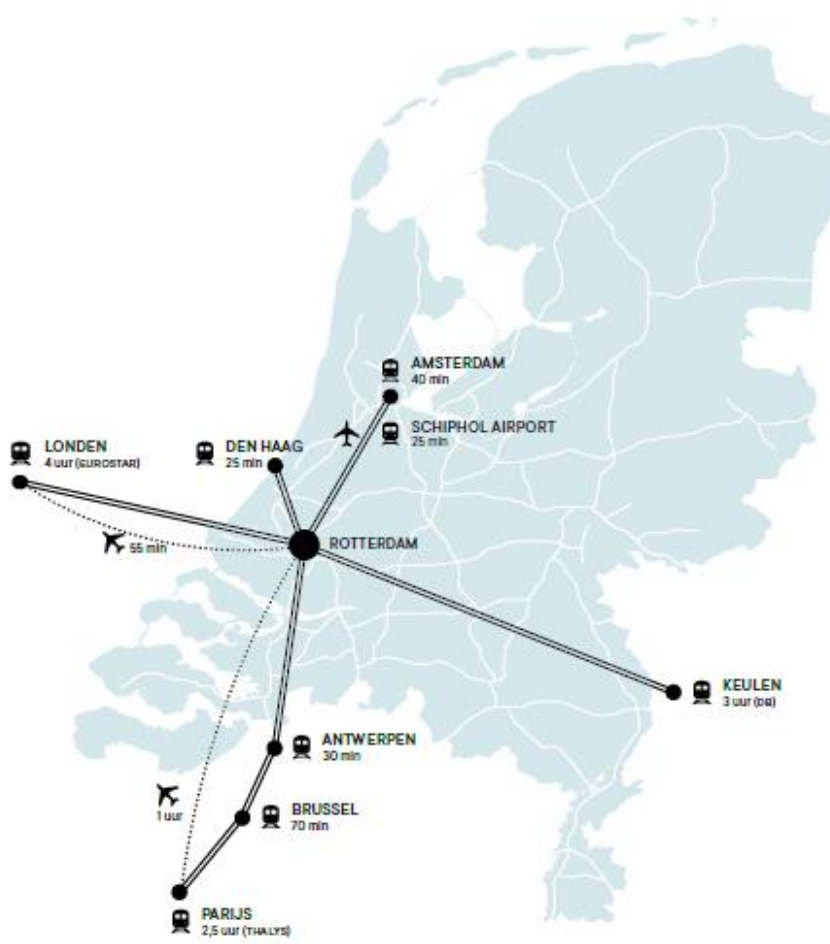 AMSTERDAM
40 min
SCHIPHOL AIRPORT
25 min
LONDEN
4 uur (EUROSTAR)
DEN HAAG
25 min
ROTTERDAM
55 min
KEULEN
3 uur (DB)
ANTWERPEN
30 min
1 uur
BRUSSEL
70 min
PARIJS
2,5 uur (THALYS)